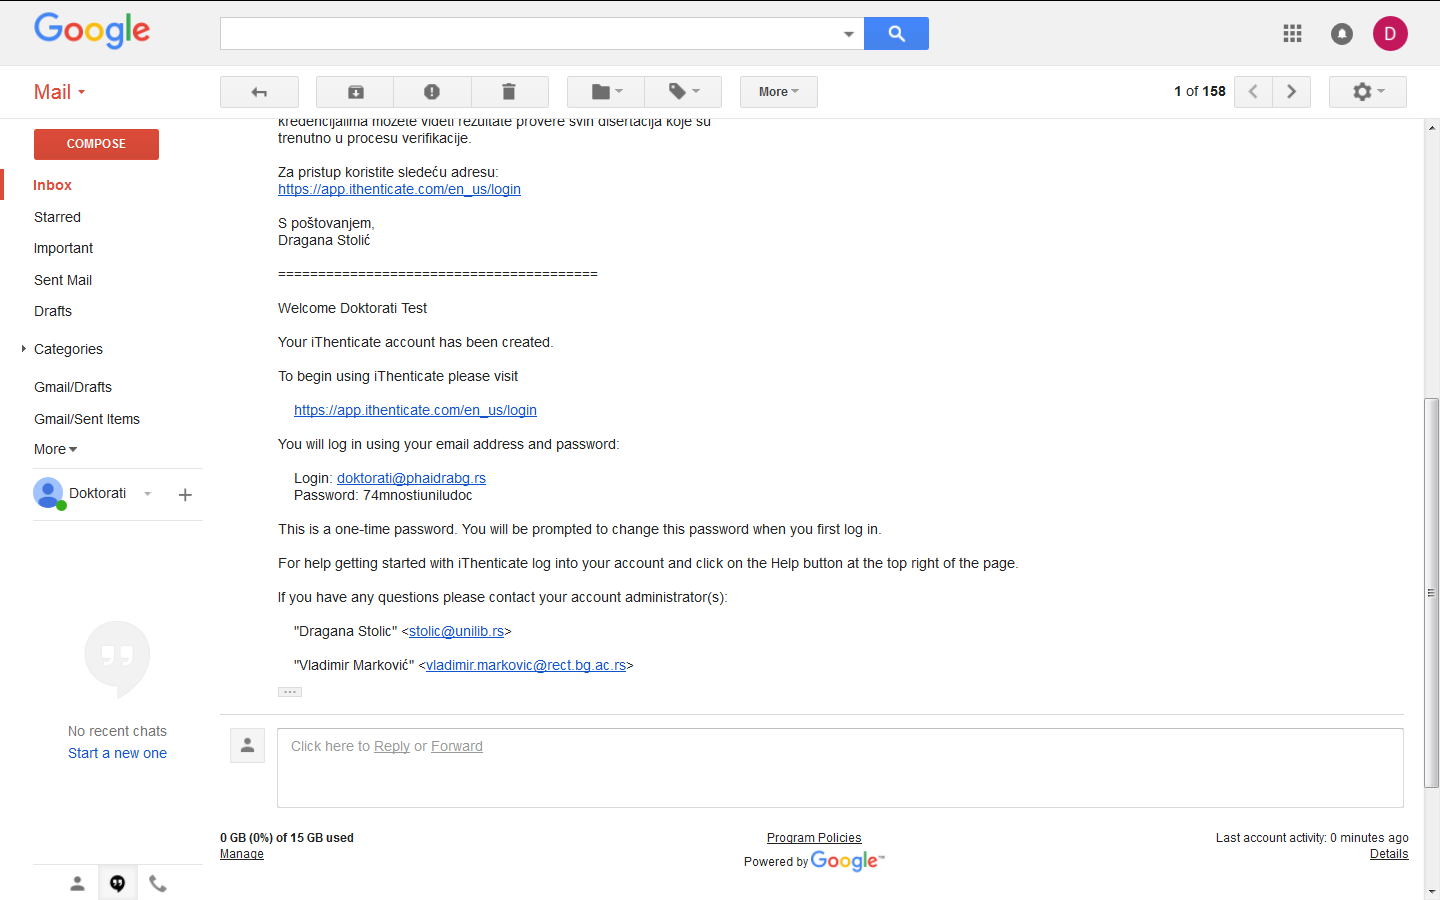 Google
D
Mail
More
1 of 158
COMPOSE
Inbox
Starred
Important
Sent Mail
Drafts
Categories
Gmail/Drafts
Gmail/Sent Items
More
Doktorati
No recent chats
Start a new one
kredencijalima možete videti rezultate provere svih disertacija koje su
trenutno u procesu verifikacije.
Za pristup koristite sledeću adresu:
https://app.ithenticate.com/en_us/login
S poštovanjem,
Dragana Stolić
========================================
Welcome Doktorati Test
Your iThenticate account has been created.
To begin using iThenticate please visit
https://app.ithenticate.com/en_us/login
You will log in using your email address and password:
Login: doktorati@phaidrabg.rs
Password: 74mnostiuniludoc
This is a one-time password. You will be prompted to change this password when you first log in.
For help getting started with iThenticate log into your account and click on the Help button at the top right of the page.
If you have any questions please contact your account administrator(s):
"Dragana Stolic" <stolic@unilib.rs>
"Vladimir Marković" <vladimir.markovic@rect.bg.ac.rs>
Click here to Reply or Forward
0 GB (0%) of 15 GB used
Manage
Program Policies
Powered by Google™
Last account activity: 0 minutes ago
Details